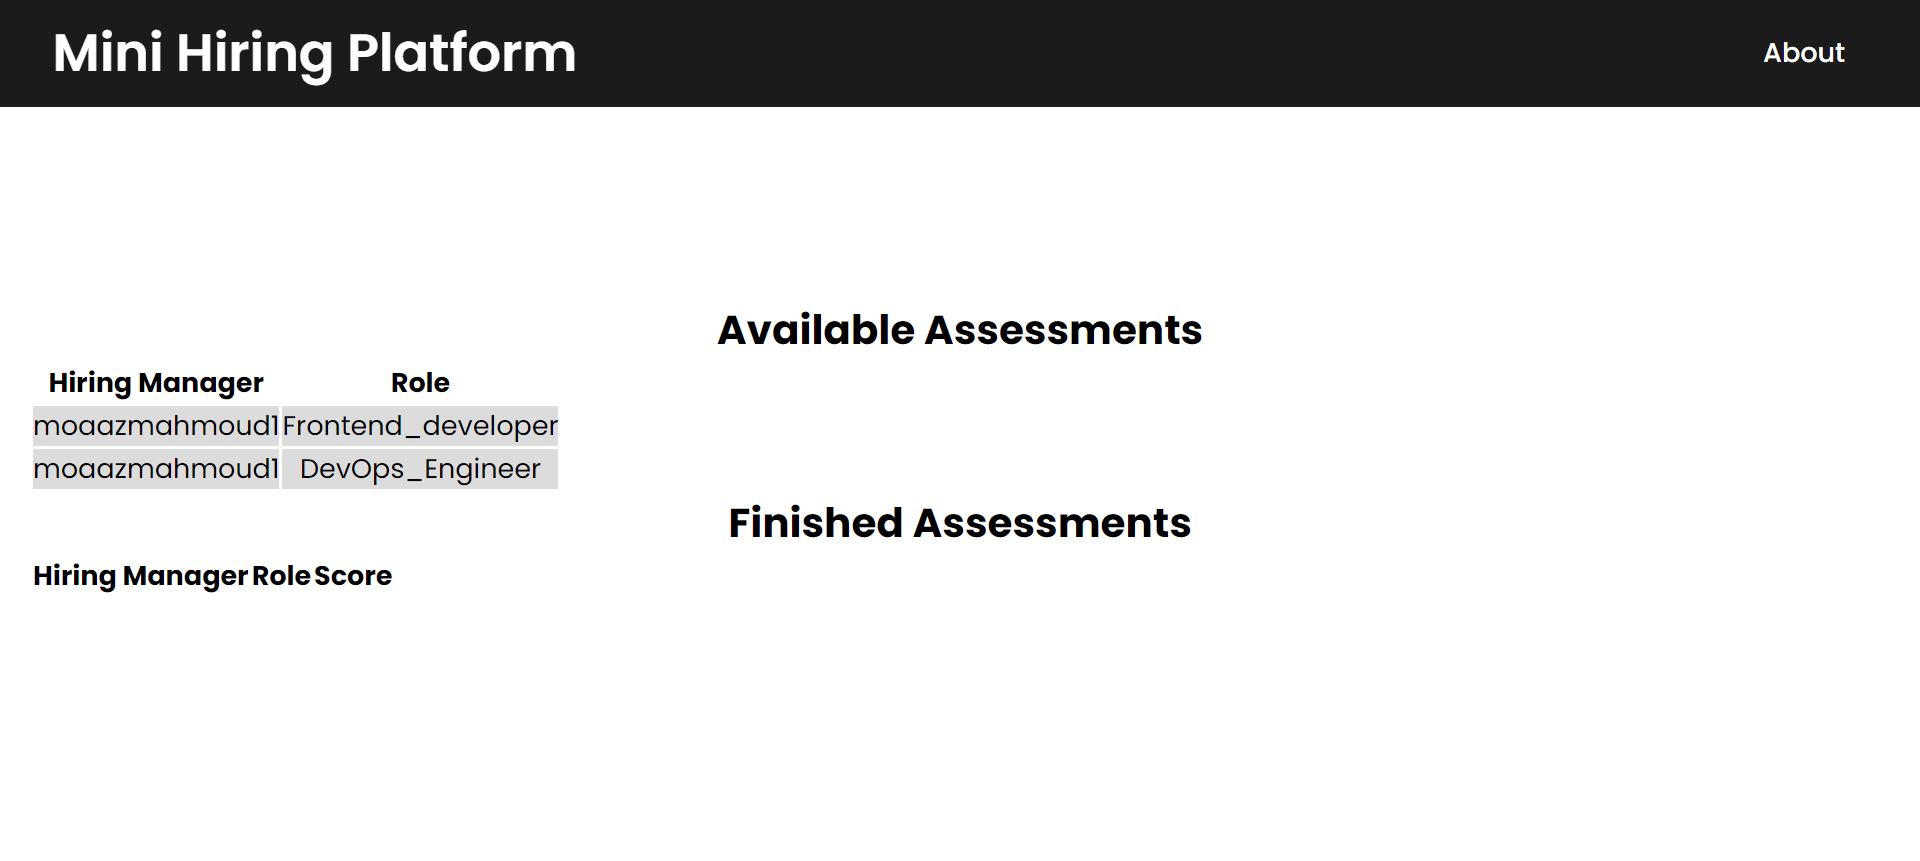 Mini Hiring Platform About
Available Assessments
Hiring Manager Role
moaazmahmoud1 Frontend_developer
moaazmahmoud1 DevOps_Engineer
Finished Assessments
Hiring Manager Role Score